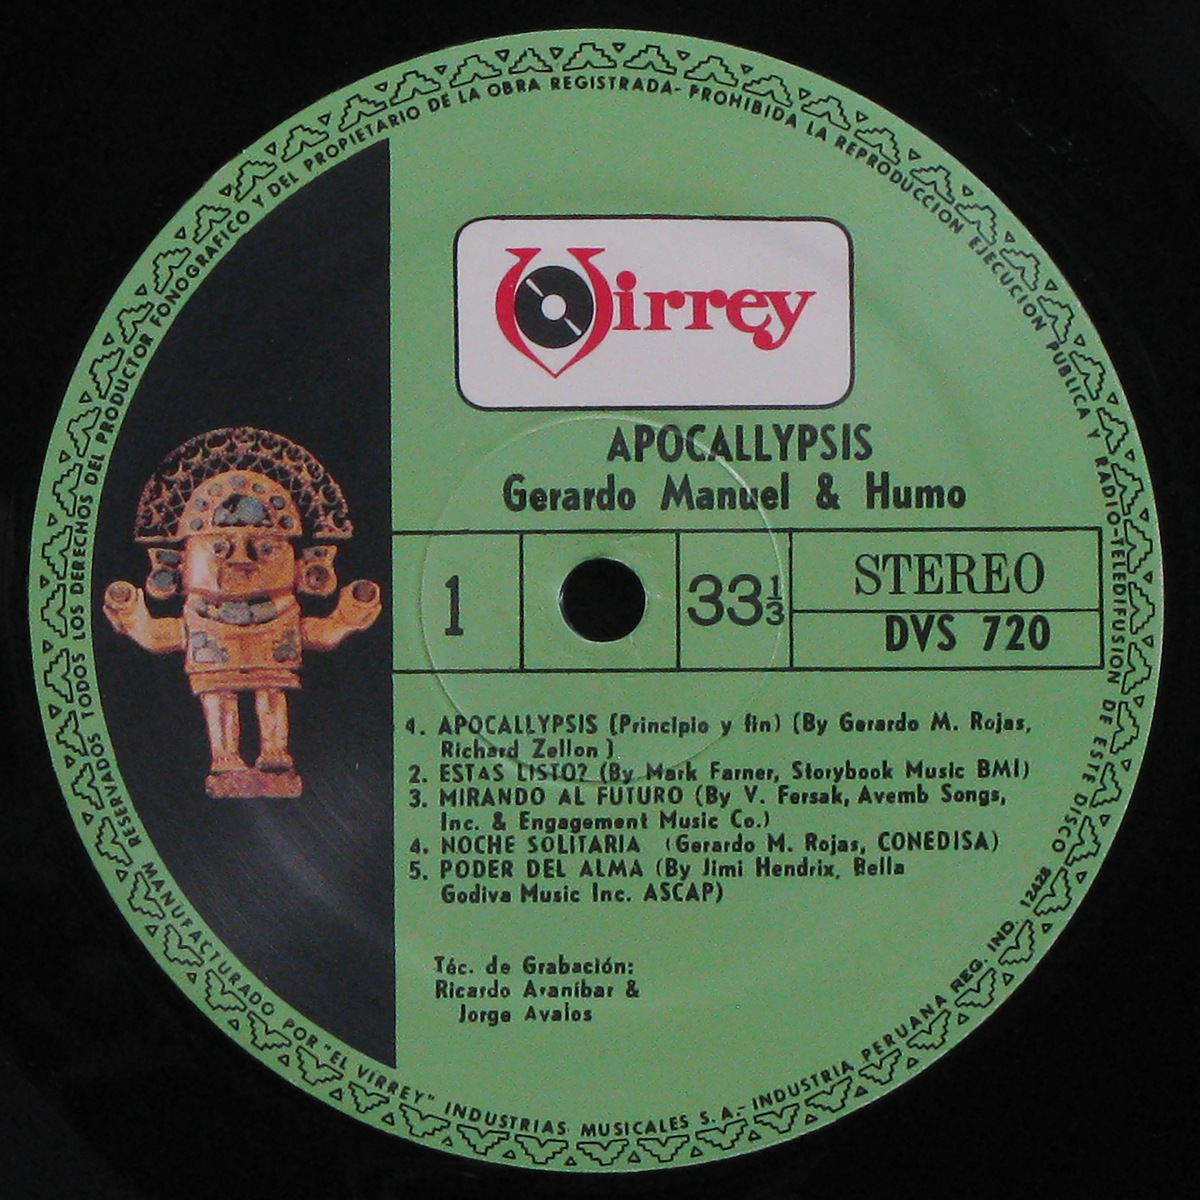 TODOS LOS DERECHOS DEL PRODUCTOR FONOGRAFICO Y DEL PROPIETARIO DE LA OBRA REGISTRADA - PROHIBIDA LA REPRODUCCION EJECUCION PUBLICA Y RADIO-TELEDIFUSION DE ESTE DISCO
RESERVADOS
Virrey
APOCALLYPSIS
Gerardo Manuel & Humo
1
33⅓
STEREO
DVS 720
4. APOCALLYPSIS (Principio y fin) (By Gerardo M. Rojas,
Richard Zellon)
2. ESTAS LISTO? (By Mark Farner, Storybook Music BMI)
3. MIRANDO AL FUTURO (By V. Fersak, Avemb Songs,
Inc. & Engagement Music Co.)
4. NOCHE SOLITARIA (Gerardo M. Rojas, CONEDISA)
5. PODER DEL ALMA (By Jimi Hendrix, Bella
Godiva Music Inc. ASCAP)
Téc. de Grabación:
Ricardo Araníbar &
Jorge Avalos
MANUFACTURADO POR "EL VIRREY" INDUSTRIAS MUSICALES S.A.- INDUSTRIA PERUANA REG. IND. 12428